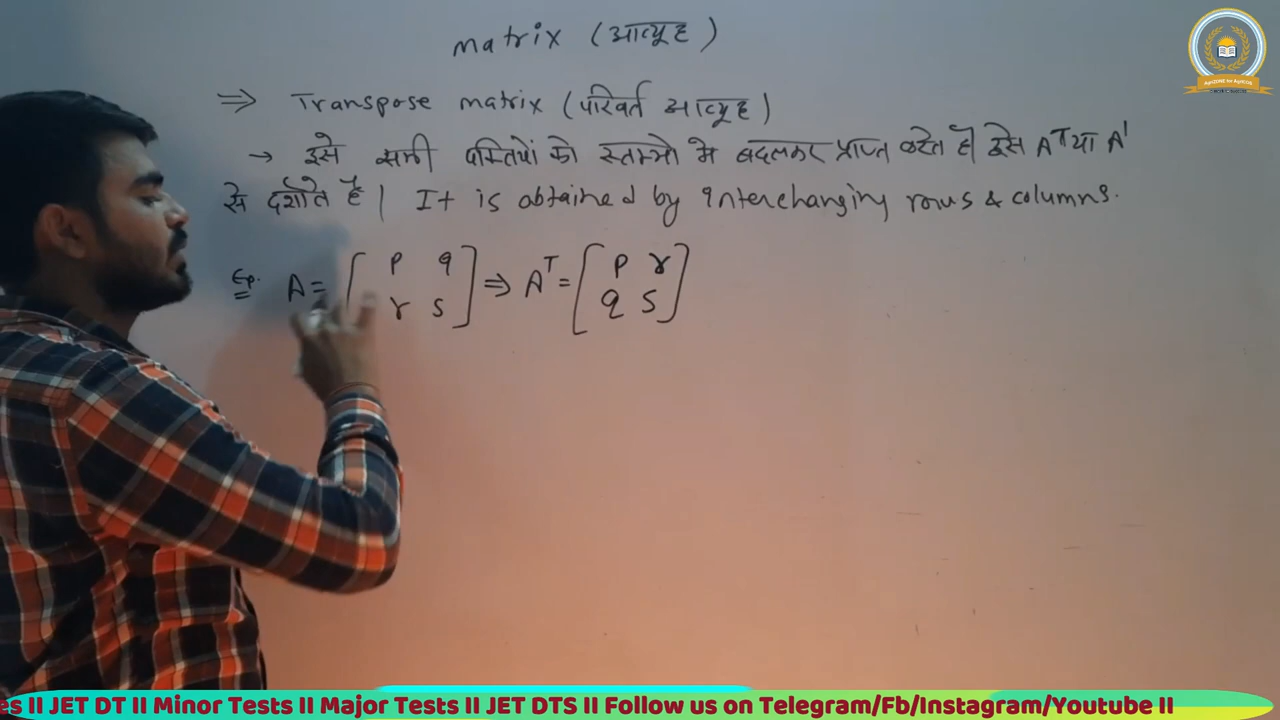 matrix (आव्यूह)
⇒ Transpose matrix (परिवर्त आव्यूह)
→ इसे सभी पंक्तियों को स्तम्भो मे बदलकर प्राप्त करते है। इसे Aᵀ या A'
से दर्शाते है। It is obtained by interchanging rows & columns.
Ep. A = [ p q ⇒ Aᵀ = [ p r
r s ] q s ]
es II JET DT II Minor Tests II Major Tests II JET DTS II Follow us on Telegram/Fb/Instagram/Youtube II